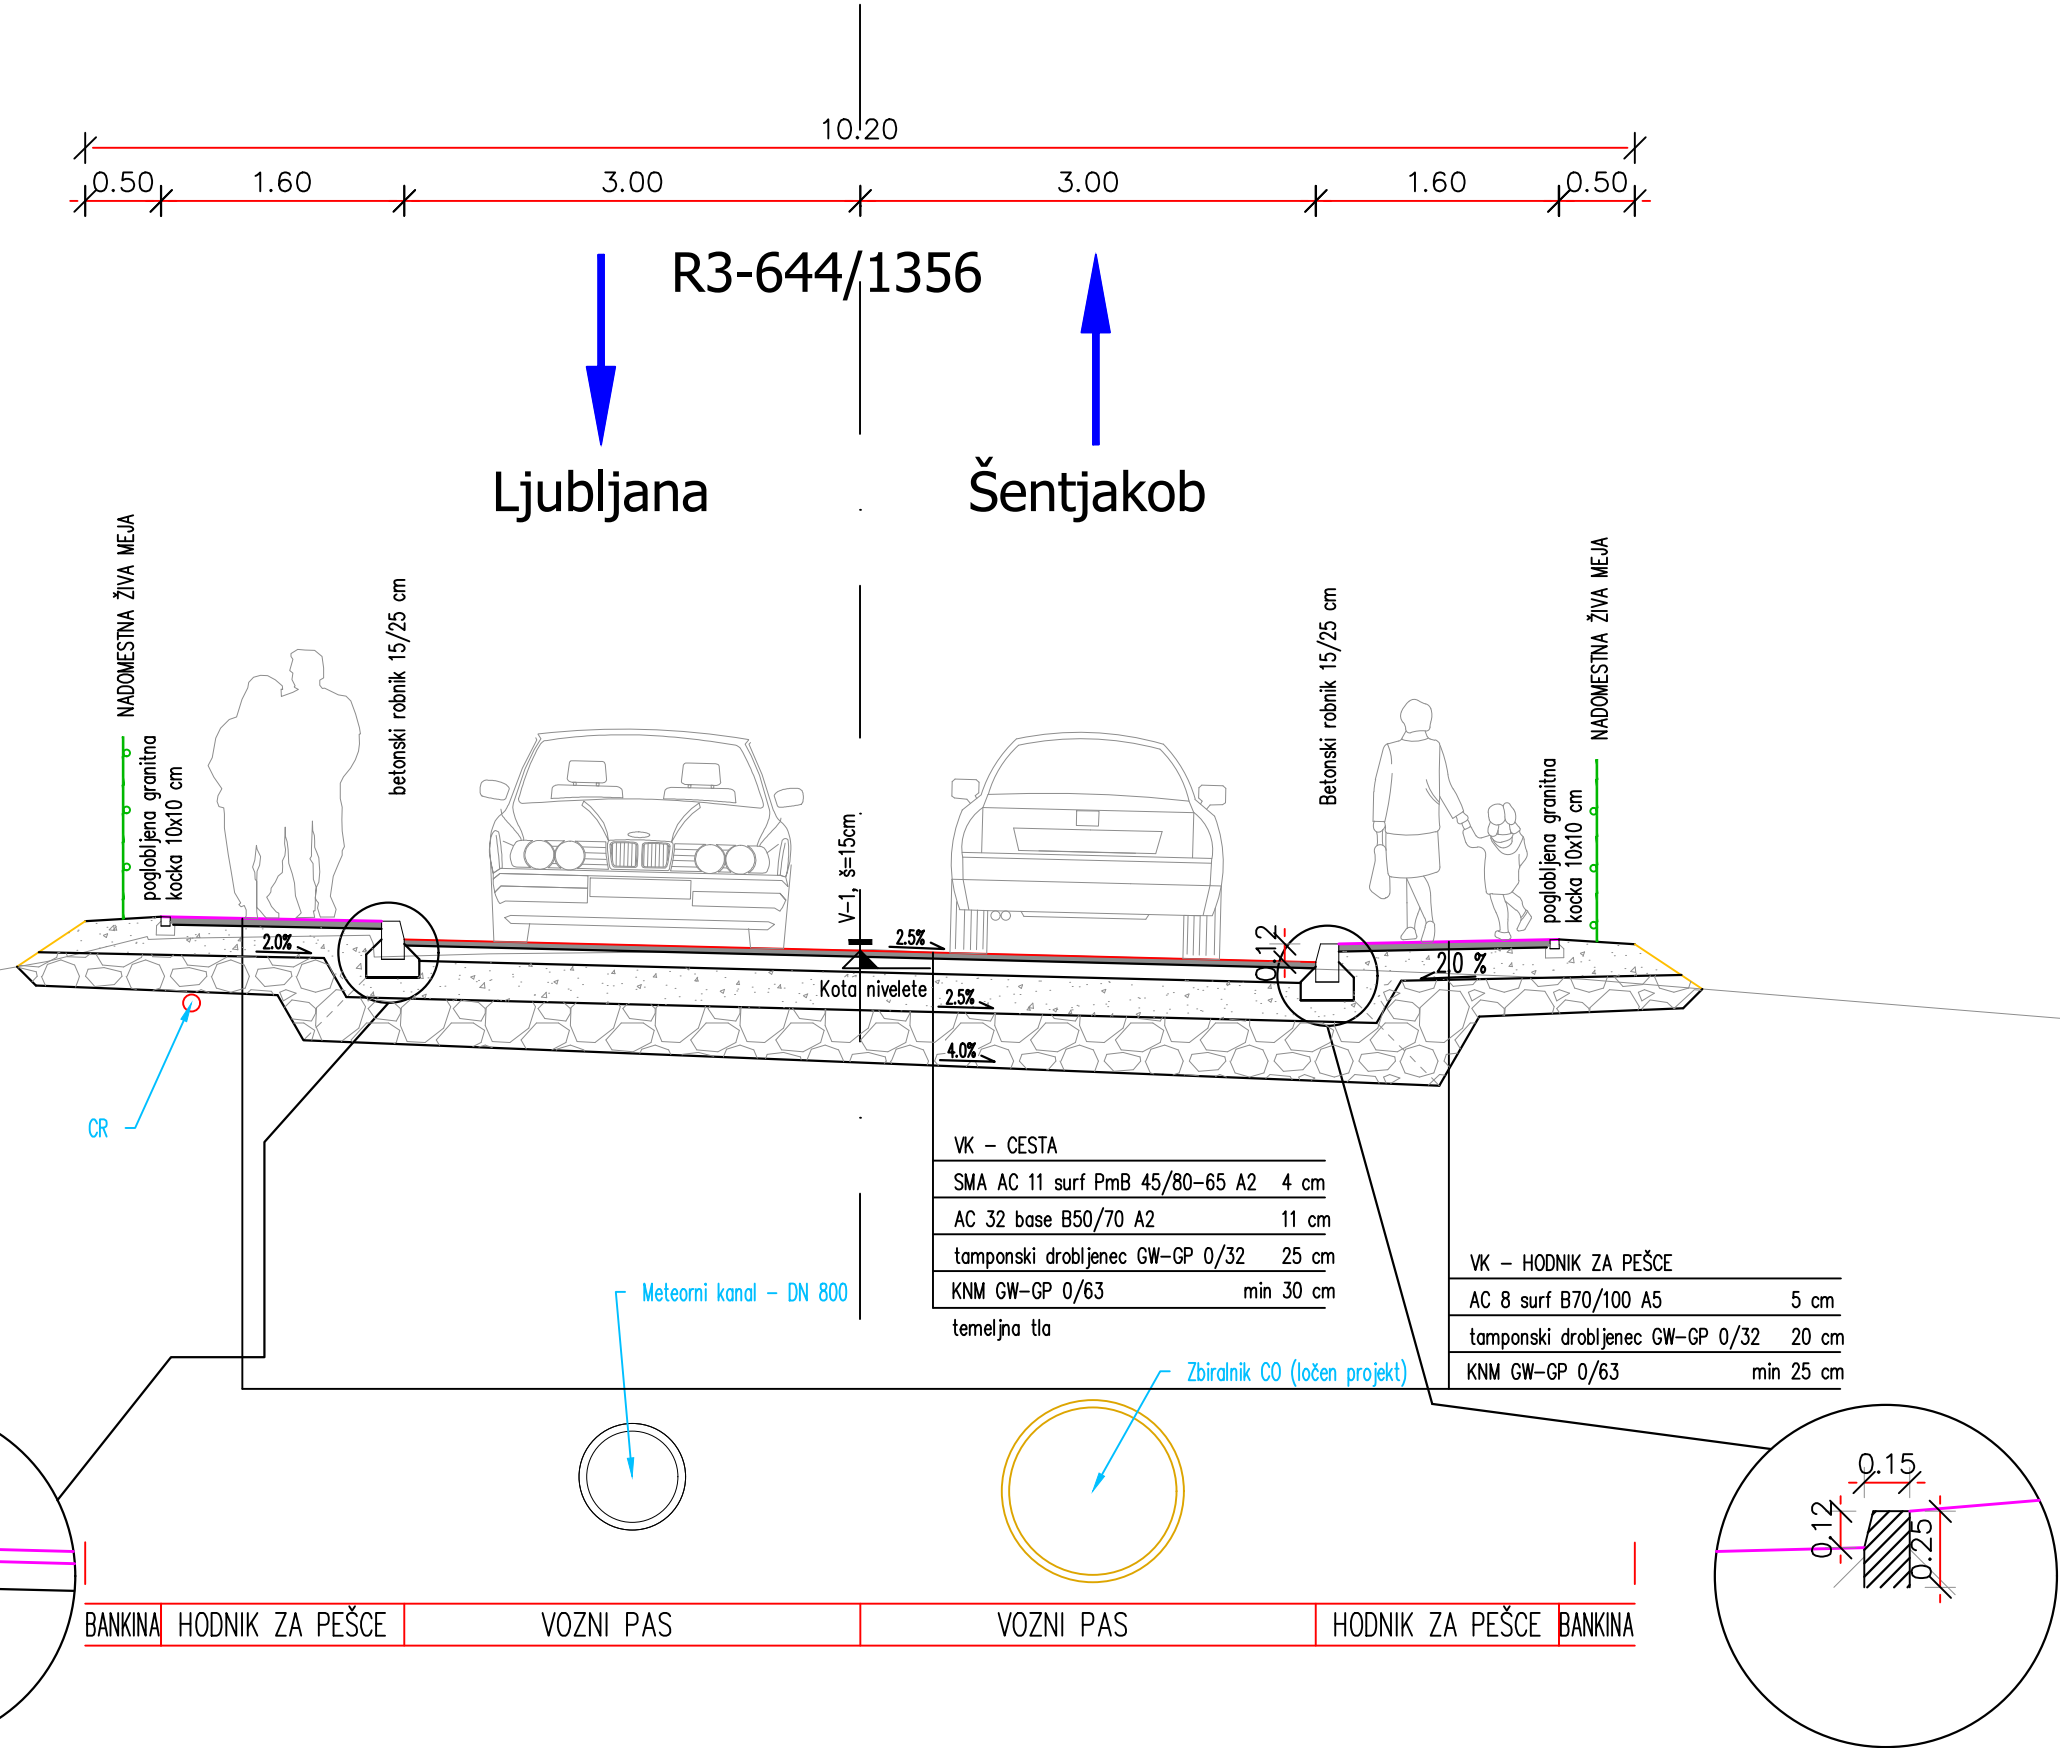 10.20
0.50 1.60 3.00 3.00 1.60 0.50
R3-644/1356
Ljubljana
Šentjakob
NADOMESTNA ŽIVA MEJA
poglobljena granitna
kocka 10x10 cm
betonski robnik 15/25 cm
V-1, š=15cm
Betonski robnik 15/25 cm
poglobljena granitna
kocka 10x10 cm
NADOMESTNA ŽIVA MEJA
2.0%
2.5%
0.12
2.0 %
Kota nivelete
2.5%
4.0%
CR
VK - CESTA
SMA AC 11 surf PmB 45/80-65 A2 4 cm
AC 32 base B50/70 A2 11 cm
tamponski drobljenec GW-GP 0/32 25 cm
KNM GW-GP 0/63 min 30 cm
temeljna tla
VK - HODNIK ZA PEŠCE
AC 8 surf B70/100 A5 5 cm
tamponski drobljenec GW-GP 0/32 20 cm
KNM GW-GP 0/63 min 25 cm
Meteorni kanal - DN 800
Zbiralnik CO (ločen projekt)
0.15
0,12
0.25
BANKINA HODNIK ZA PEŠCE VOZNI PAS VOZNI PAS HODNIK ZA PEŠCE BANKINA